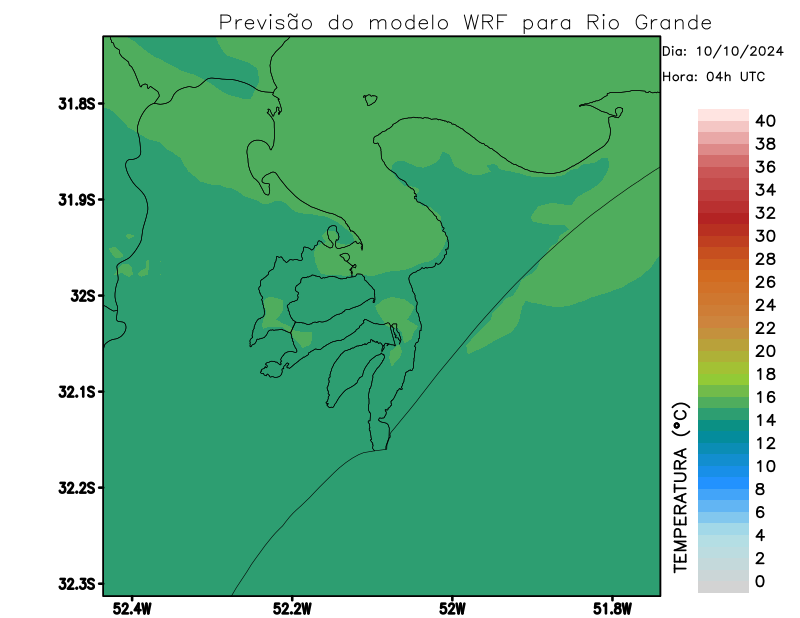 Previsão do modelo WRF para Rio Grande
Dia: 10/10/2024
Hora: 04h UTC
31.8S
31.9S
32S
32.1S
32.2S
32.3S
52.4W
52.2W
52W
51.8W
TEMPERATURA (°C)
40
38
36
34
32
30
28
26
24
22
20
18
16
14
12
10
8
6
4
2
0